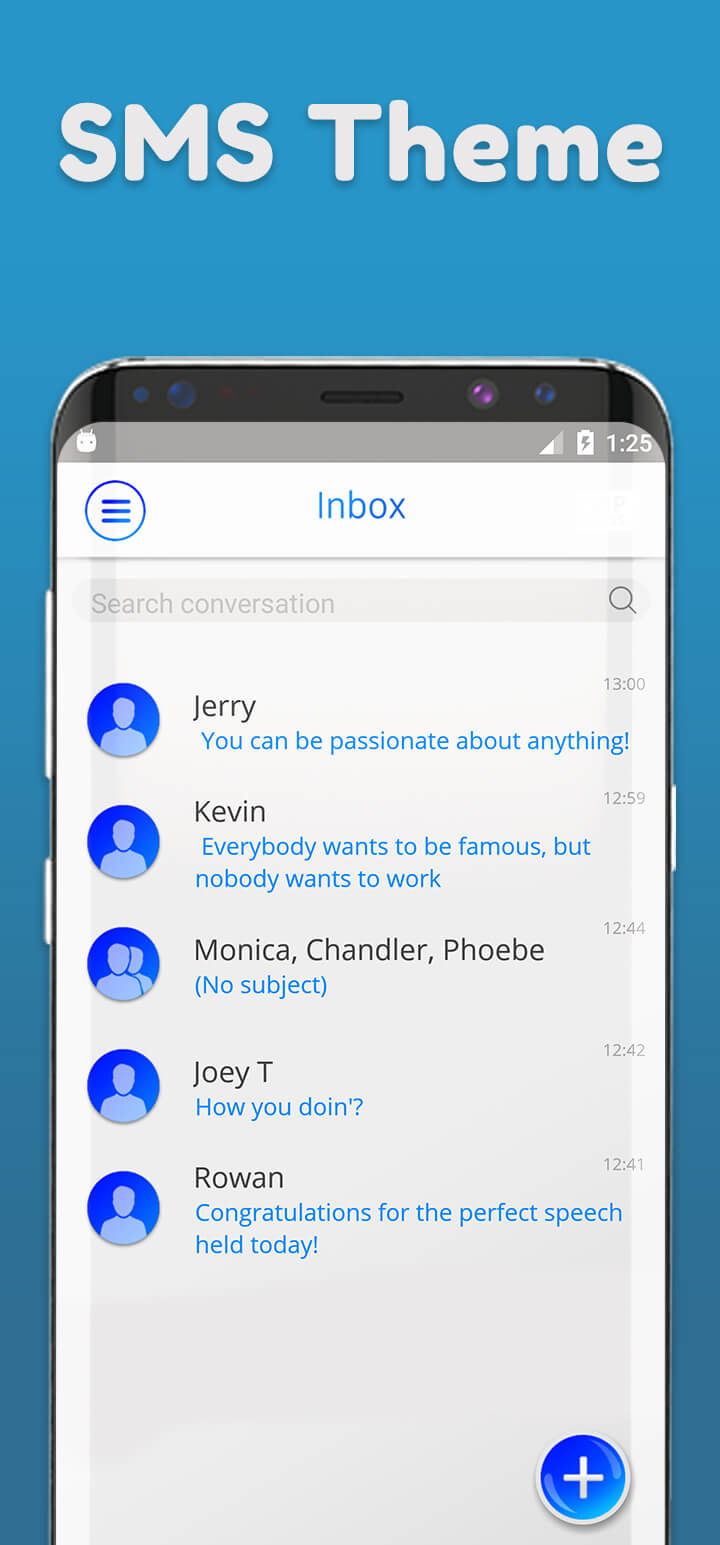 SMS Theme
1:25
Inbox
Search conversation
13:00
Jerry
You can be passionate about anything!
12:59
Kevin
Everybody wants to be famous, but
nobody wants to work
12:44
Monica, Chandler, Phoebe
(No subject)
12:42
Joey T
How you doin'?
12:41
Rowan
Congratulations for the perfect speech
held today!